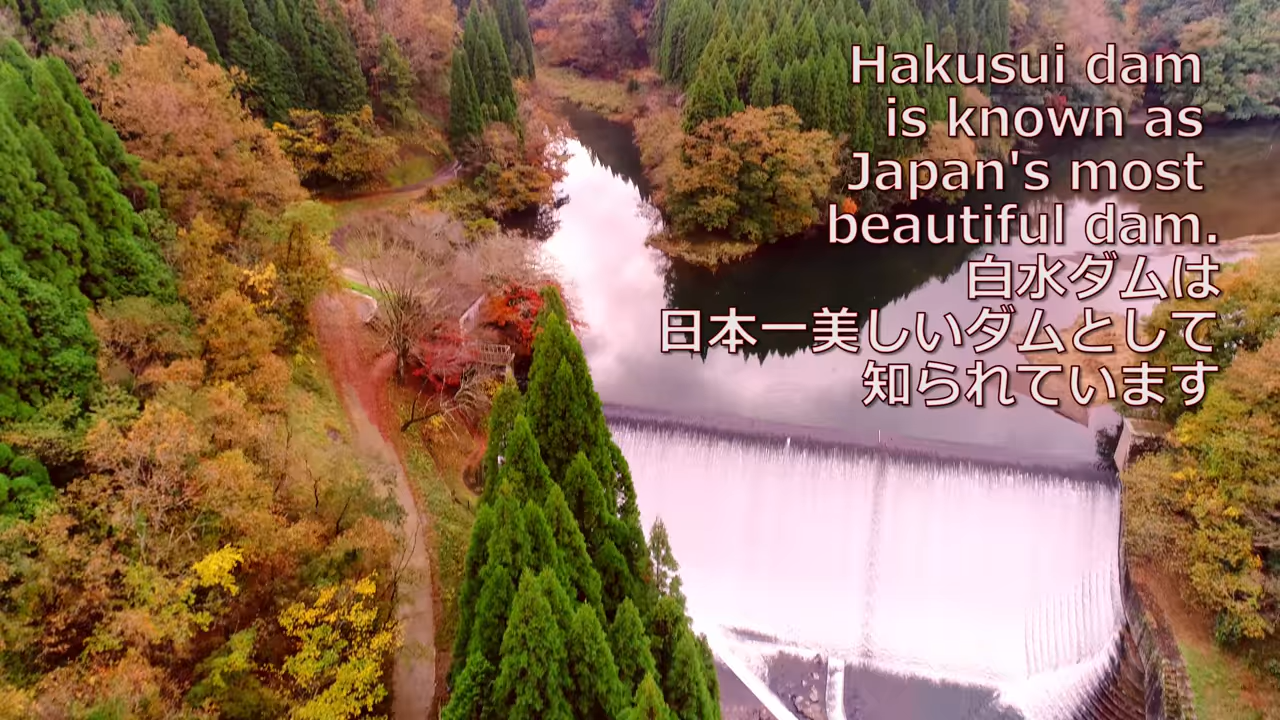 Hakusui dam
is known as
Japan's most
beautiful dam.
白水ダムは
日本一美しいダムとして
知られています